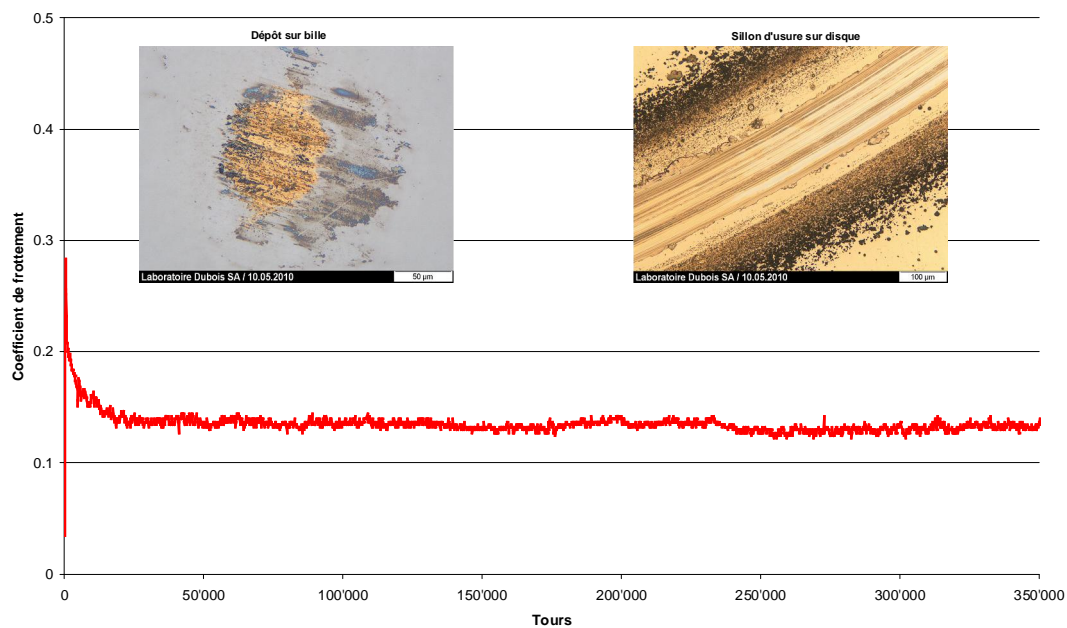 0.5
0.4
0.3
0.2
0.1
0
Coefficient de frottement
Dépôt sur bille
Laboratoire Dubois SA / 10.05.2010
50 µm
Sillon d'usure sur disque
Laboratoire Dubois SA / 10.05.2010
100 µm
0
50'000
100'000
150'000
200'000
250'000
300'000
350'000
Tours